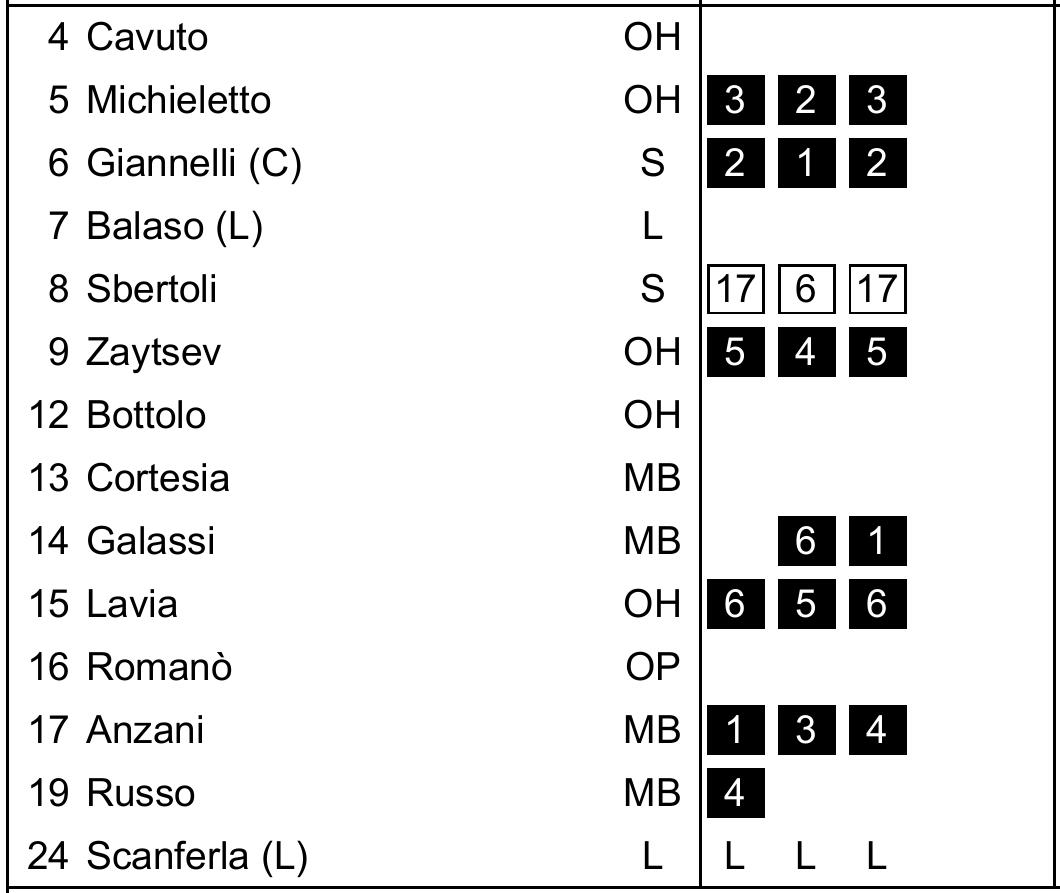 4 Cavuto OH
5 Michieletto OH 3 2 3
6 Giannelli (C) S 2 1 2
7 Balaso (L) L
8 Sbertoli S 17 6 17
9 Zaytsev OH 5 4 5
12 Bottolo OH
13 Cortesia MB
14 Galassi MB 6 1
15 Lavia OH 6 5 6
16 Romanò OP
17 Anzani MB 1 3 4
19 Russo MB 4
24 Scanferla (L) L L L L